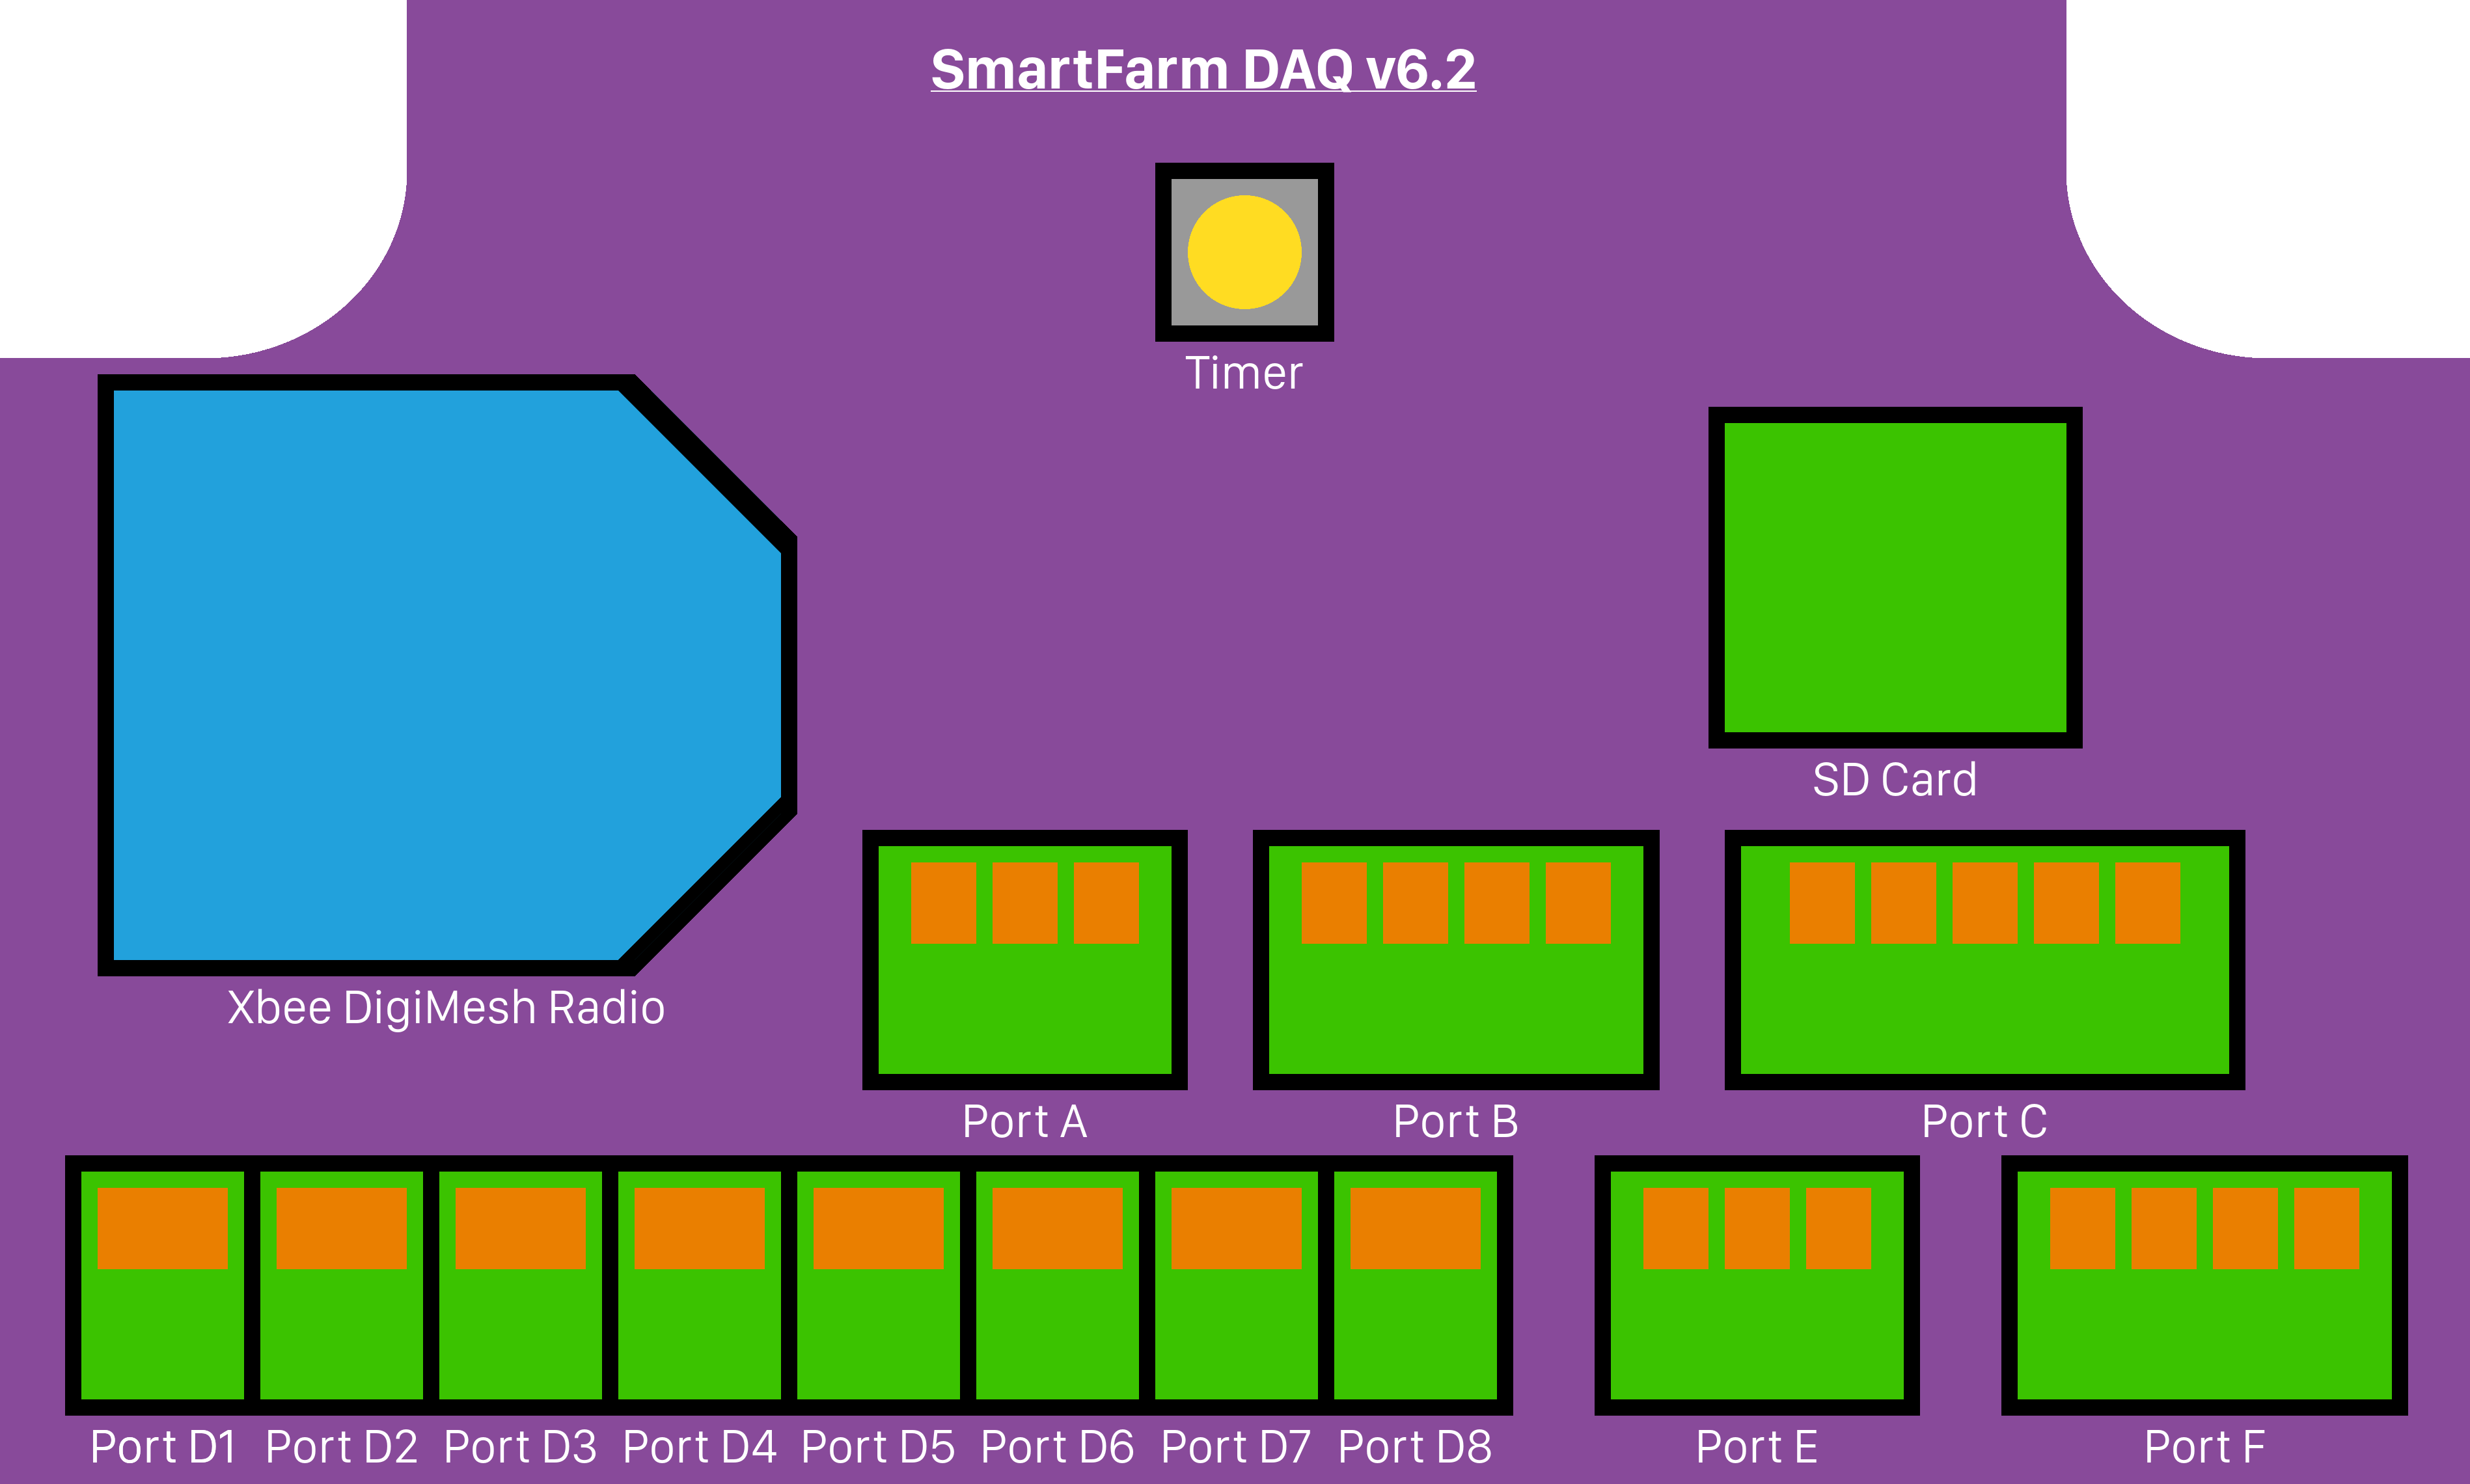 SmartFarm DAQ v6.2
Timer
SD Card
Xbee DigiMesh Radio
Port A
Port B
Port C
Port D1
Port D2
Port D3
Port D4
Port D5
Port D6
Port D7
Port D8
Port E
Port F